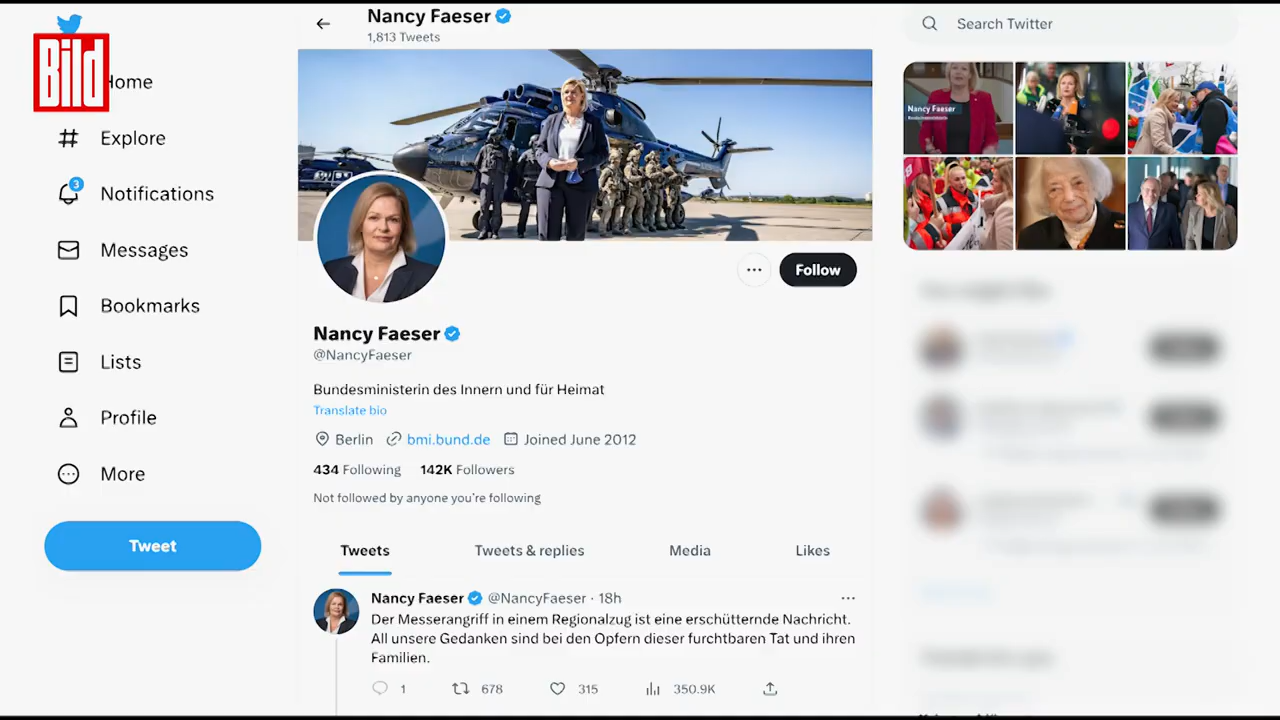 Bild
Home
Explore
3
Notifications
Messages
Bookmarks
Lists
Profile
More
Tweet
Nancy Faeser
1,813 Tweets
Follow
Nancy Faeser
@NancyFaeser
Bundesministerin des Innern und für Heimat
Translate bio
Berlin bmi.bund.de Joined June 2012
434 Following 142K Followers
Not followed by anyone you're following
Tweets Tweets & replies Media Likes
Nancy Faeser @NancyFaeser · 18h
Der Messerangriff in einem Regionalzug ist eine erschütternde Nachricht.
All unsere Gedanken sind bei den Opfern dieser furchtbaren Tat und ihren
Familien.
1 678 315 350.9K
Search Twitter
Nancy Faeser